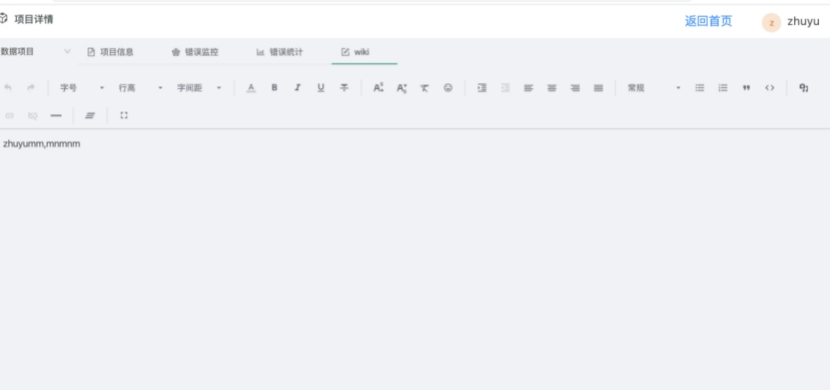 项目详情
返回首页
z
zhuyu
数据项目
项目信息
错误监控
错误统计
wiki
字号
行高
字间距
A
B
I
U
常规
zhuyumm,mnmnm